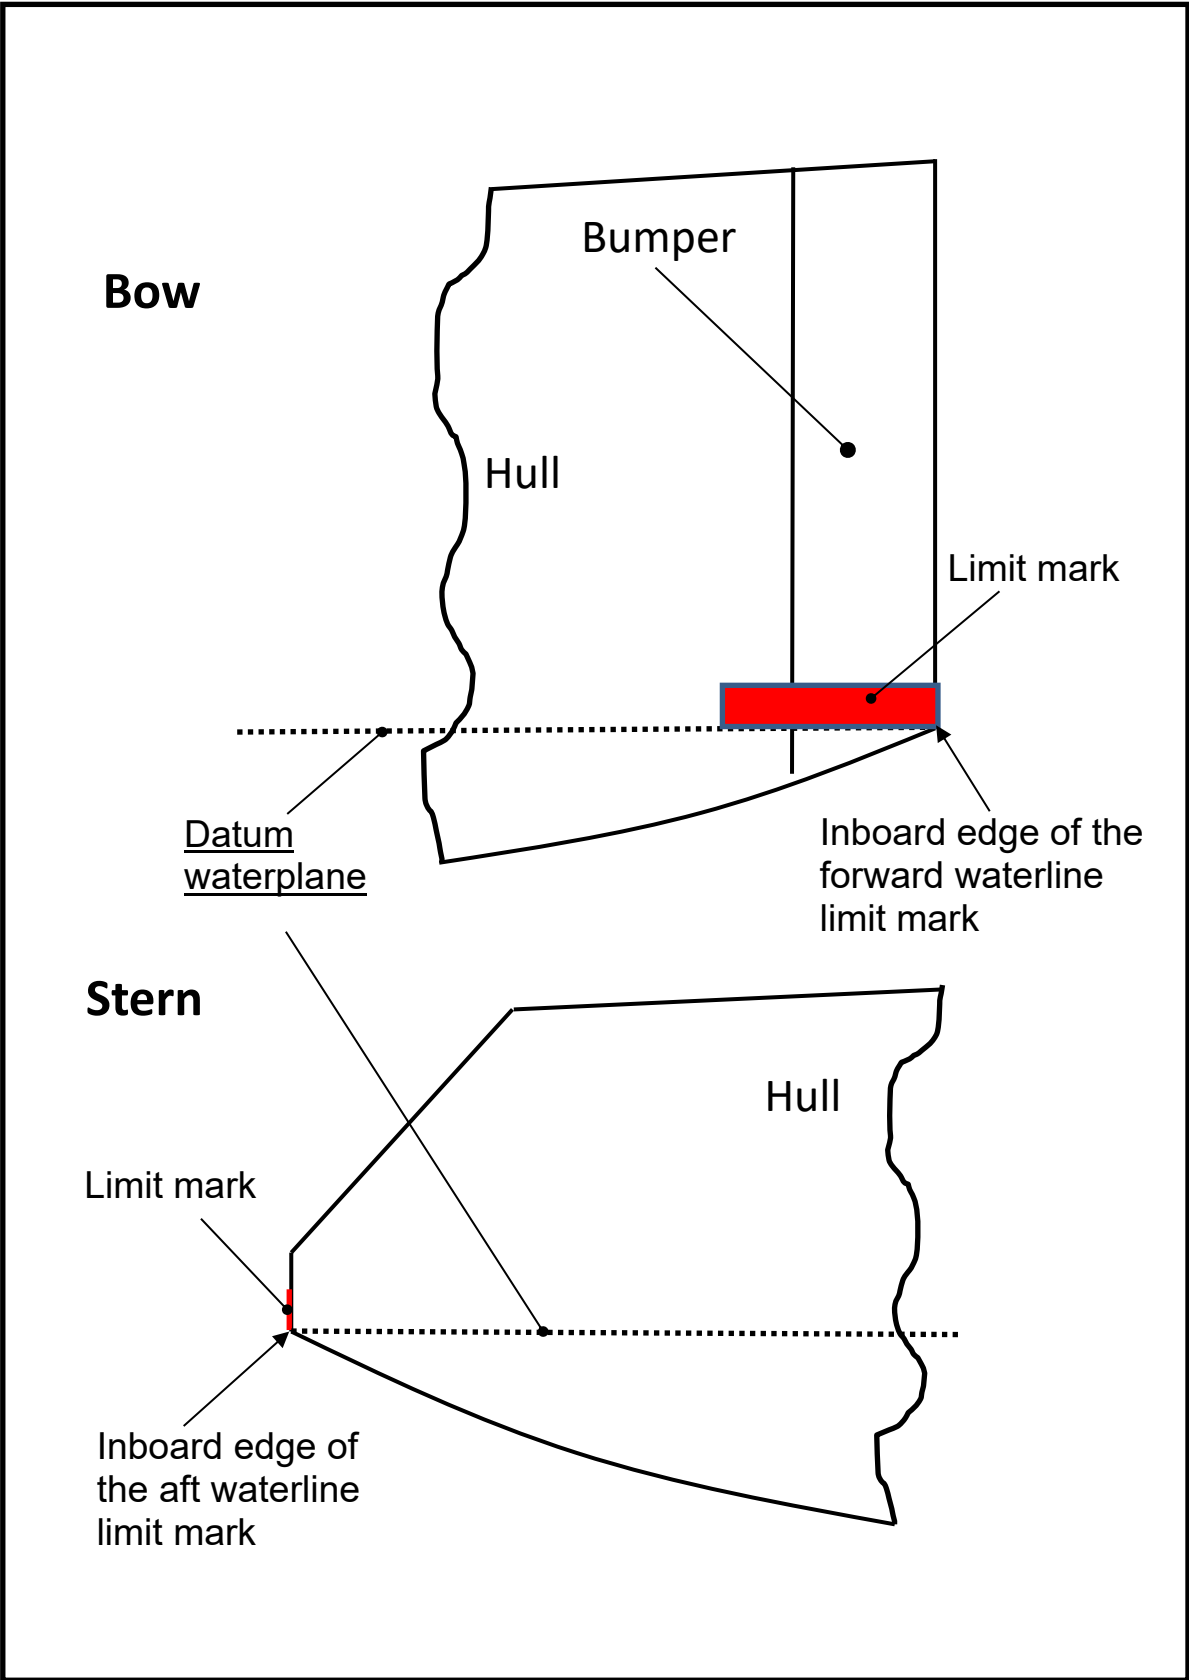 Bumper
Bow
Hull
Limit mark
Datum
waterplane
Inboard edge of the
forward waterline
limit mark
Stern
Hull
Limit mark
Inboard edge of
the aft waterline
limit mark